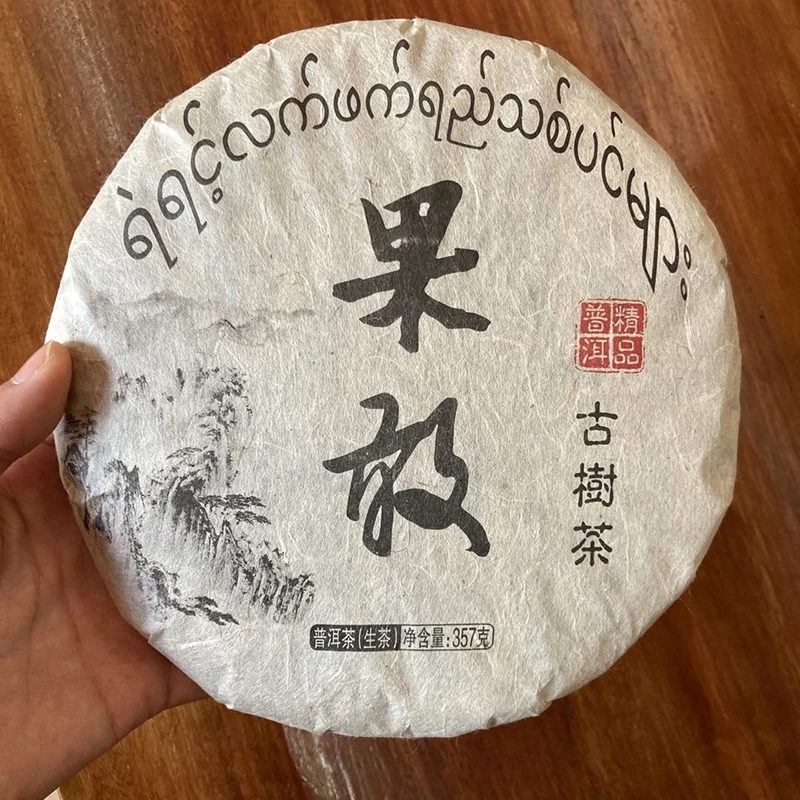 ရဲရင့်လက်ဖက်ရည်သစ်ပင်များ
果敢
精品
普洱
古樹茶
普洱茶(生茶) 净含量:357克